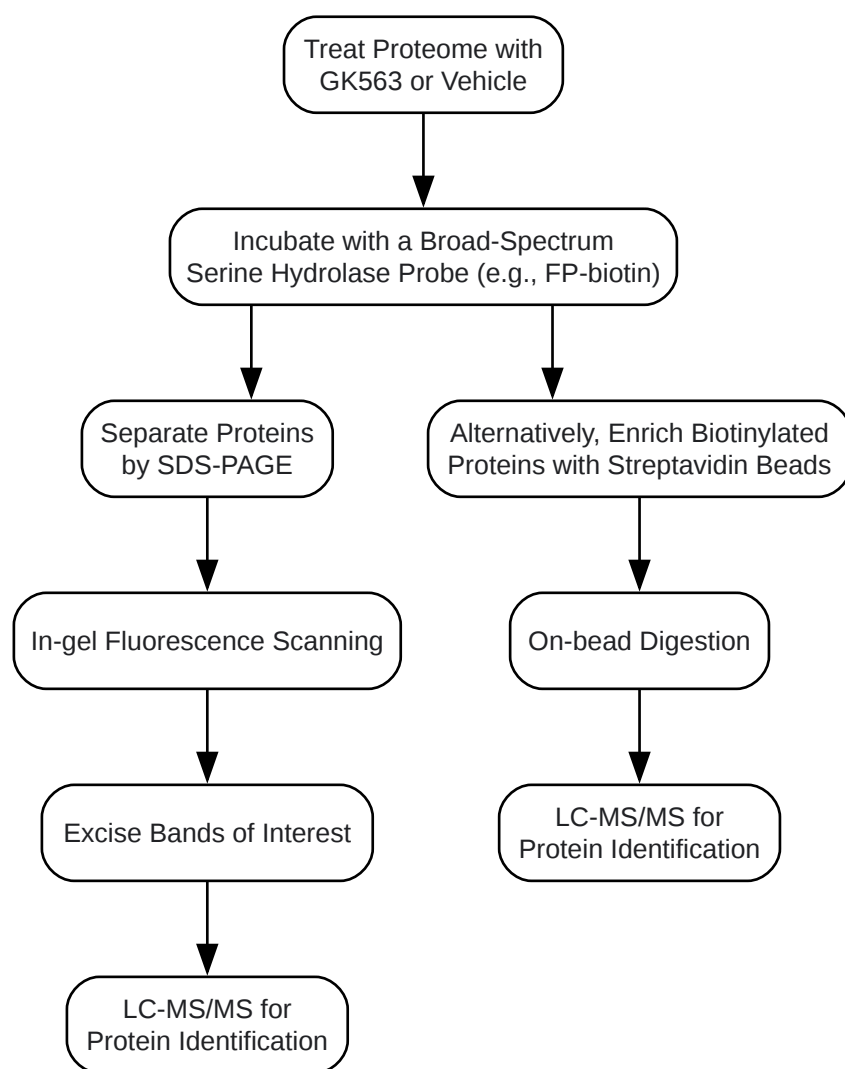 Treat Proteome with
GK563 or Vehicle
Incubate with a Broad-Spectrum
Serine Hydrolase Probe (e.g., FP-biotin)
Separate Proteins
by SDS-PAGE
Alternatively, Enrich Biotinylated
Proteins with Streptavidin Beads
In-gel Fluorescence Scanning
On-bead Digestion
Excise Bands of Interest
LC-MS/MS for
Protein Identification
LC-MS/MS for
Protein Identification